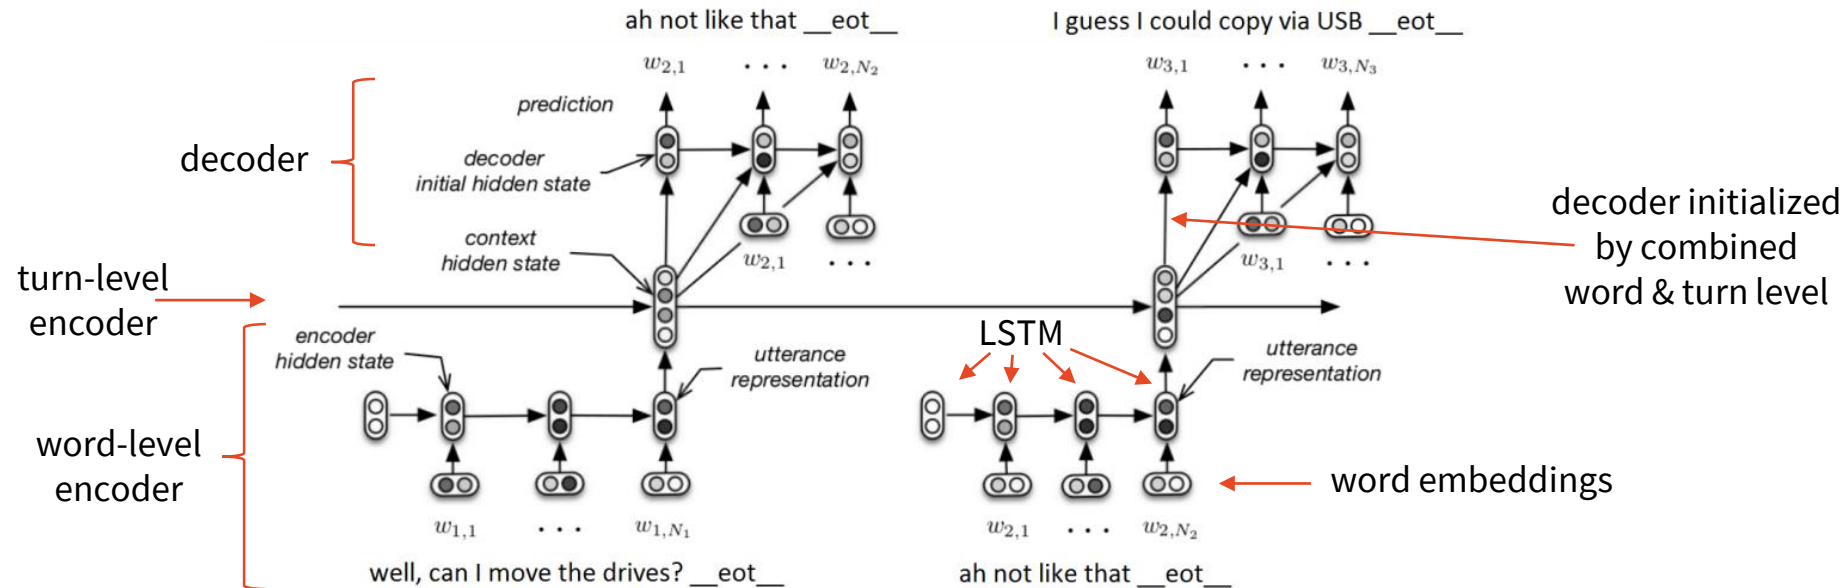 ah not like that __eot__
I guess I could copy via USB __eot__
w2,1 · · · w2,N2
w3,1 · · · w3,N3
prediction
decoder
decoder
initial hidden state
context
hidden state
w2,1 · · ·
w3,1 · · ·
decoder initialized
by combined
word & turn level
turn-level
encoder
encoder
hidden state
utterance
representation
LSTM
utterance
representation
word-level
encoder
word embeddings
w1,1 · · · w1,N1
w2,1 · · · w2,N2
well, can I move the drives? __eot__
ah not like that __eot__